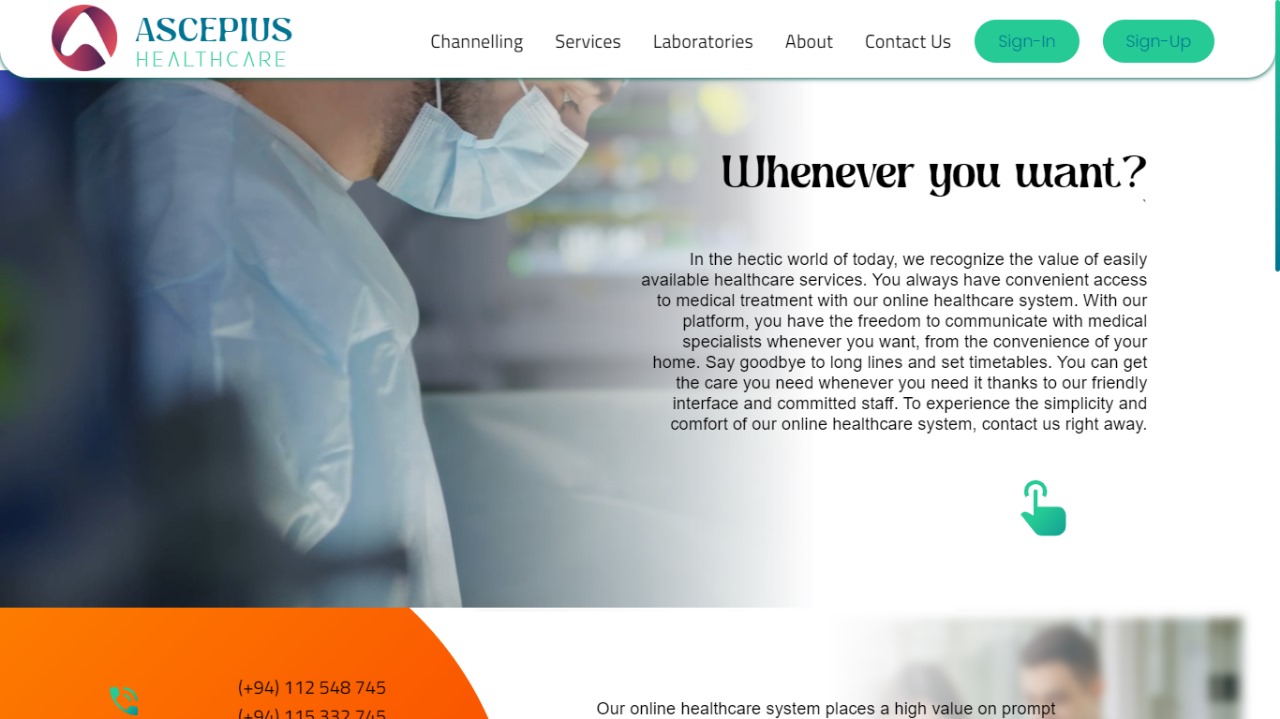 ASCEPIUS
HEALTHCARE
Channelling Services Laboratories About Contact Us Sign-In Sign-Up
Whenever you want?
In the hectic world of today, we recognize the value of easily
available healthcare services. You always have convenient access
to medical treatment with our online healthcare system. With our
platform, you have the freedom to communicate with medical
specialists whenever you want, from the convenience of your
home. Say goodbye to long lines and set timetables. You can get
the care you need whenever you need it thanks to our friendly
interface and committed staff. To experience the simplicity and
comfort of our online healthcare system, contact us right away.
(+94) 112 548 745
(+94) 115 332 745
Our online healthcare system places a high value on prompt